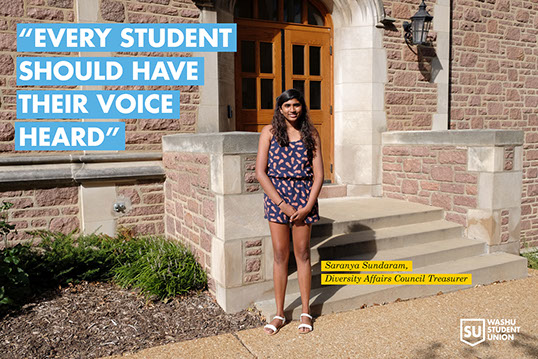 “EVERY STUDENT
SHOULD HAVE
THEIR VOICE
HEARD”
Saranya Sundaram,
Diversity Affairs Council Treasurer
SU
WASHU
STUDENT
UNION